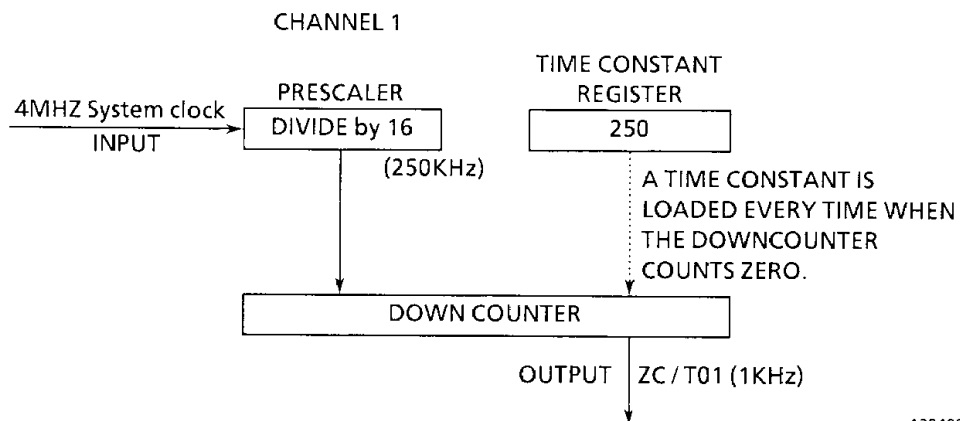 CHANNEL 1
TIME CONSTANT
REGISTER
PRESCALER
4MHZ System clock
INPUT
DIVIDE by 16
250
(250KHz)
A TIME CONSTANT IS
LOADED EVERY TIME WHEN
THE DOWNCOUNTER
COUNTS ZERO.
DOWN COUNTER
OUTPUT ZC / T01 (1KHz)